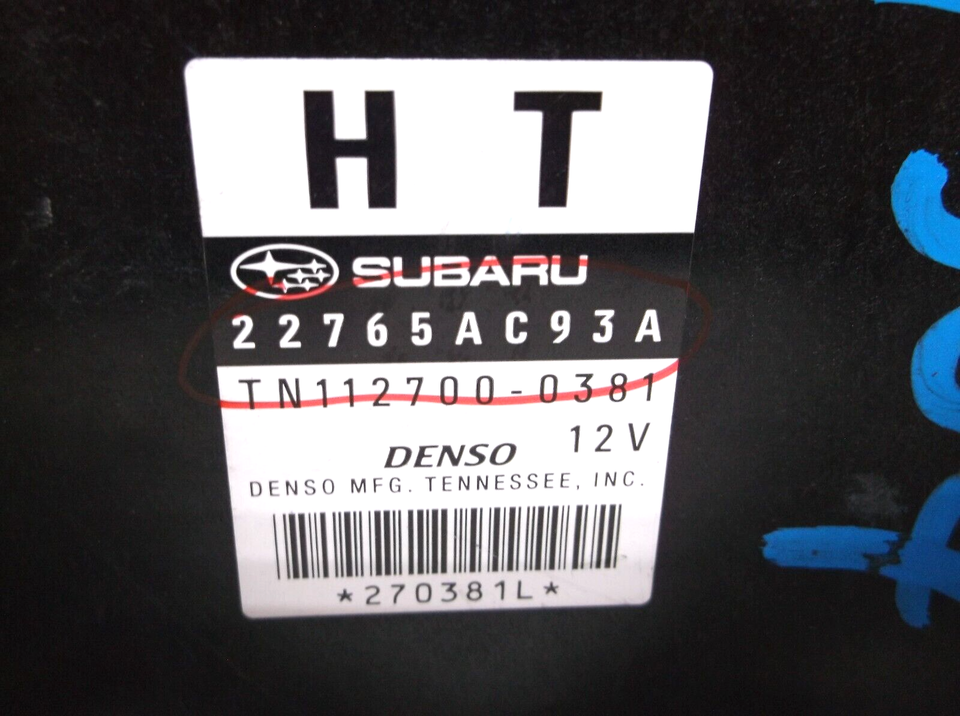 H T
SUBARU
22765AC93A
TN112700-0381
12V
DENSO
DENSO MFG. TENNESSEE, INC.
*270381L*